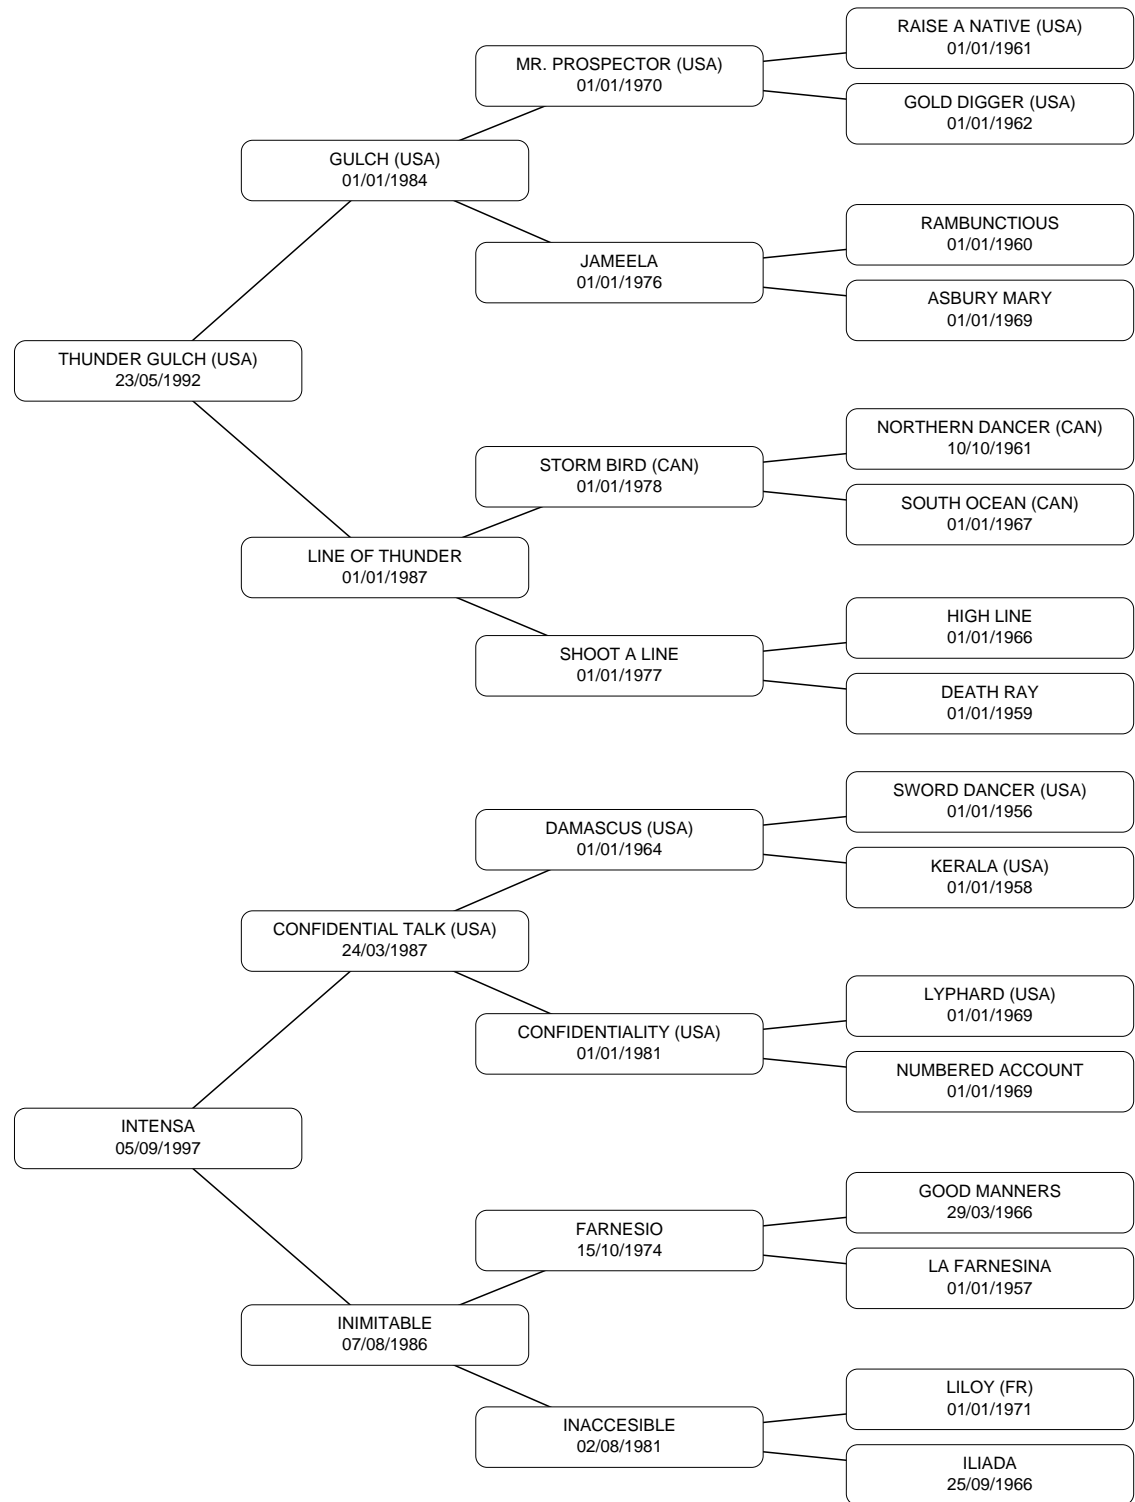 RAISE A NATIVE (USA)
01/01/1961
MR. PROSPECTOR (USA)
01/01/1970
GOLD DIGGER (USA)
01/01/1962
GULCH (USA)
01/01/1984
RAMBUNCTIOUS
01/01/1960
JAMEELA
01/01/1976
ASBURY MARY
01/01/1969
THUNDER GULCH (USA)
23/05/1992
NORTHERN DANCER (CAN)
10/10/1961
STORM BIRD (CAN)
01/01/1978
SOUTH OCEAN (CAN)
01/01/1967
LINE OF THUNDER
01/01/1987
HIGH LINE
01/01/1966
SHOOT A LINE
01/01/1977
DEATH RAY
01/01/1959
SWORD DANCER (USA)
01/01/1956
DAMASCUS (USA)
01/01/1964
KERALA (USA)
01/01/1958
CONFIDENTIAL TALK (USA)
24/03/1987
LYPHARD (USA)
01/01/1969
CONFIDENTIALITY (USA)
01/01/1981
NUMBERED ACCOUNT
01/01/1969
INTENSA
05/09/1997
GOOD MANNERS
29/03/1966
FARNESIO
15/10/1974
LA FARNESINA
01/01/1957
INIMITABLE
07/08/1986
LILOY (FR)
01/01/1971
INACCESIBLE
02/08/1981
ILIADA
25/09/1966